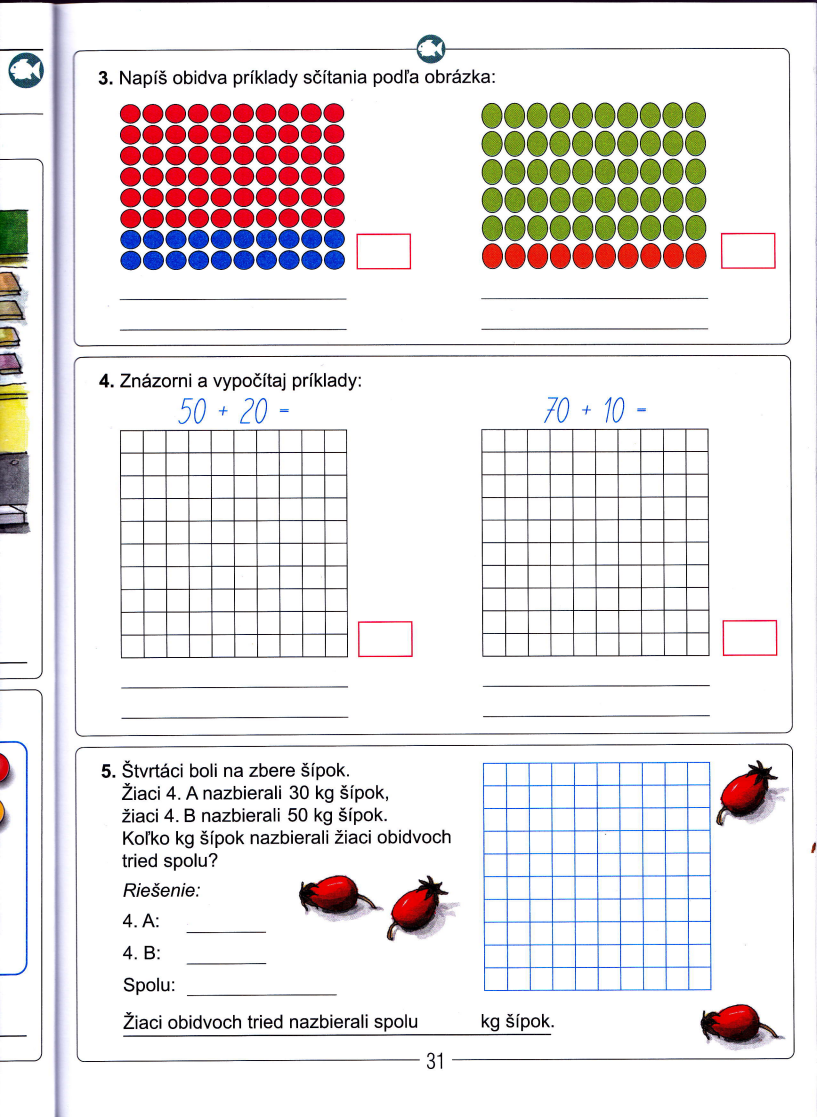 3. Napíš obidva príklady sčítania podľa obrázka:
4. Znázorni a vypočítaj príklady:
50 + 20 =
70 + 10 =
5. Štvrtáci boli na zbere šípok.
Žiaci 4. A nazbierali 30 kg šípok,
žiaci 4. B nazbierali 50 kg šípok.
Koľko kg šípok nazbierali žiaci obidvoch
tried spolu?
Riešenie:
4. A:
4. B:
Spolu:
Žiaci obidvoch tried nazbierali spolu kg šípok.
31